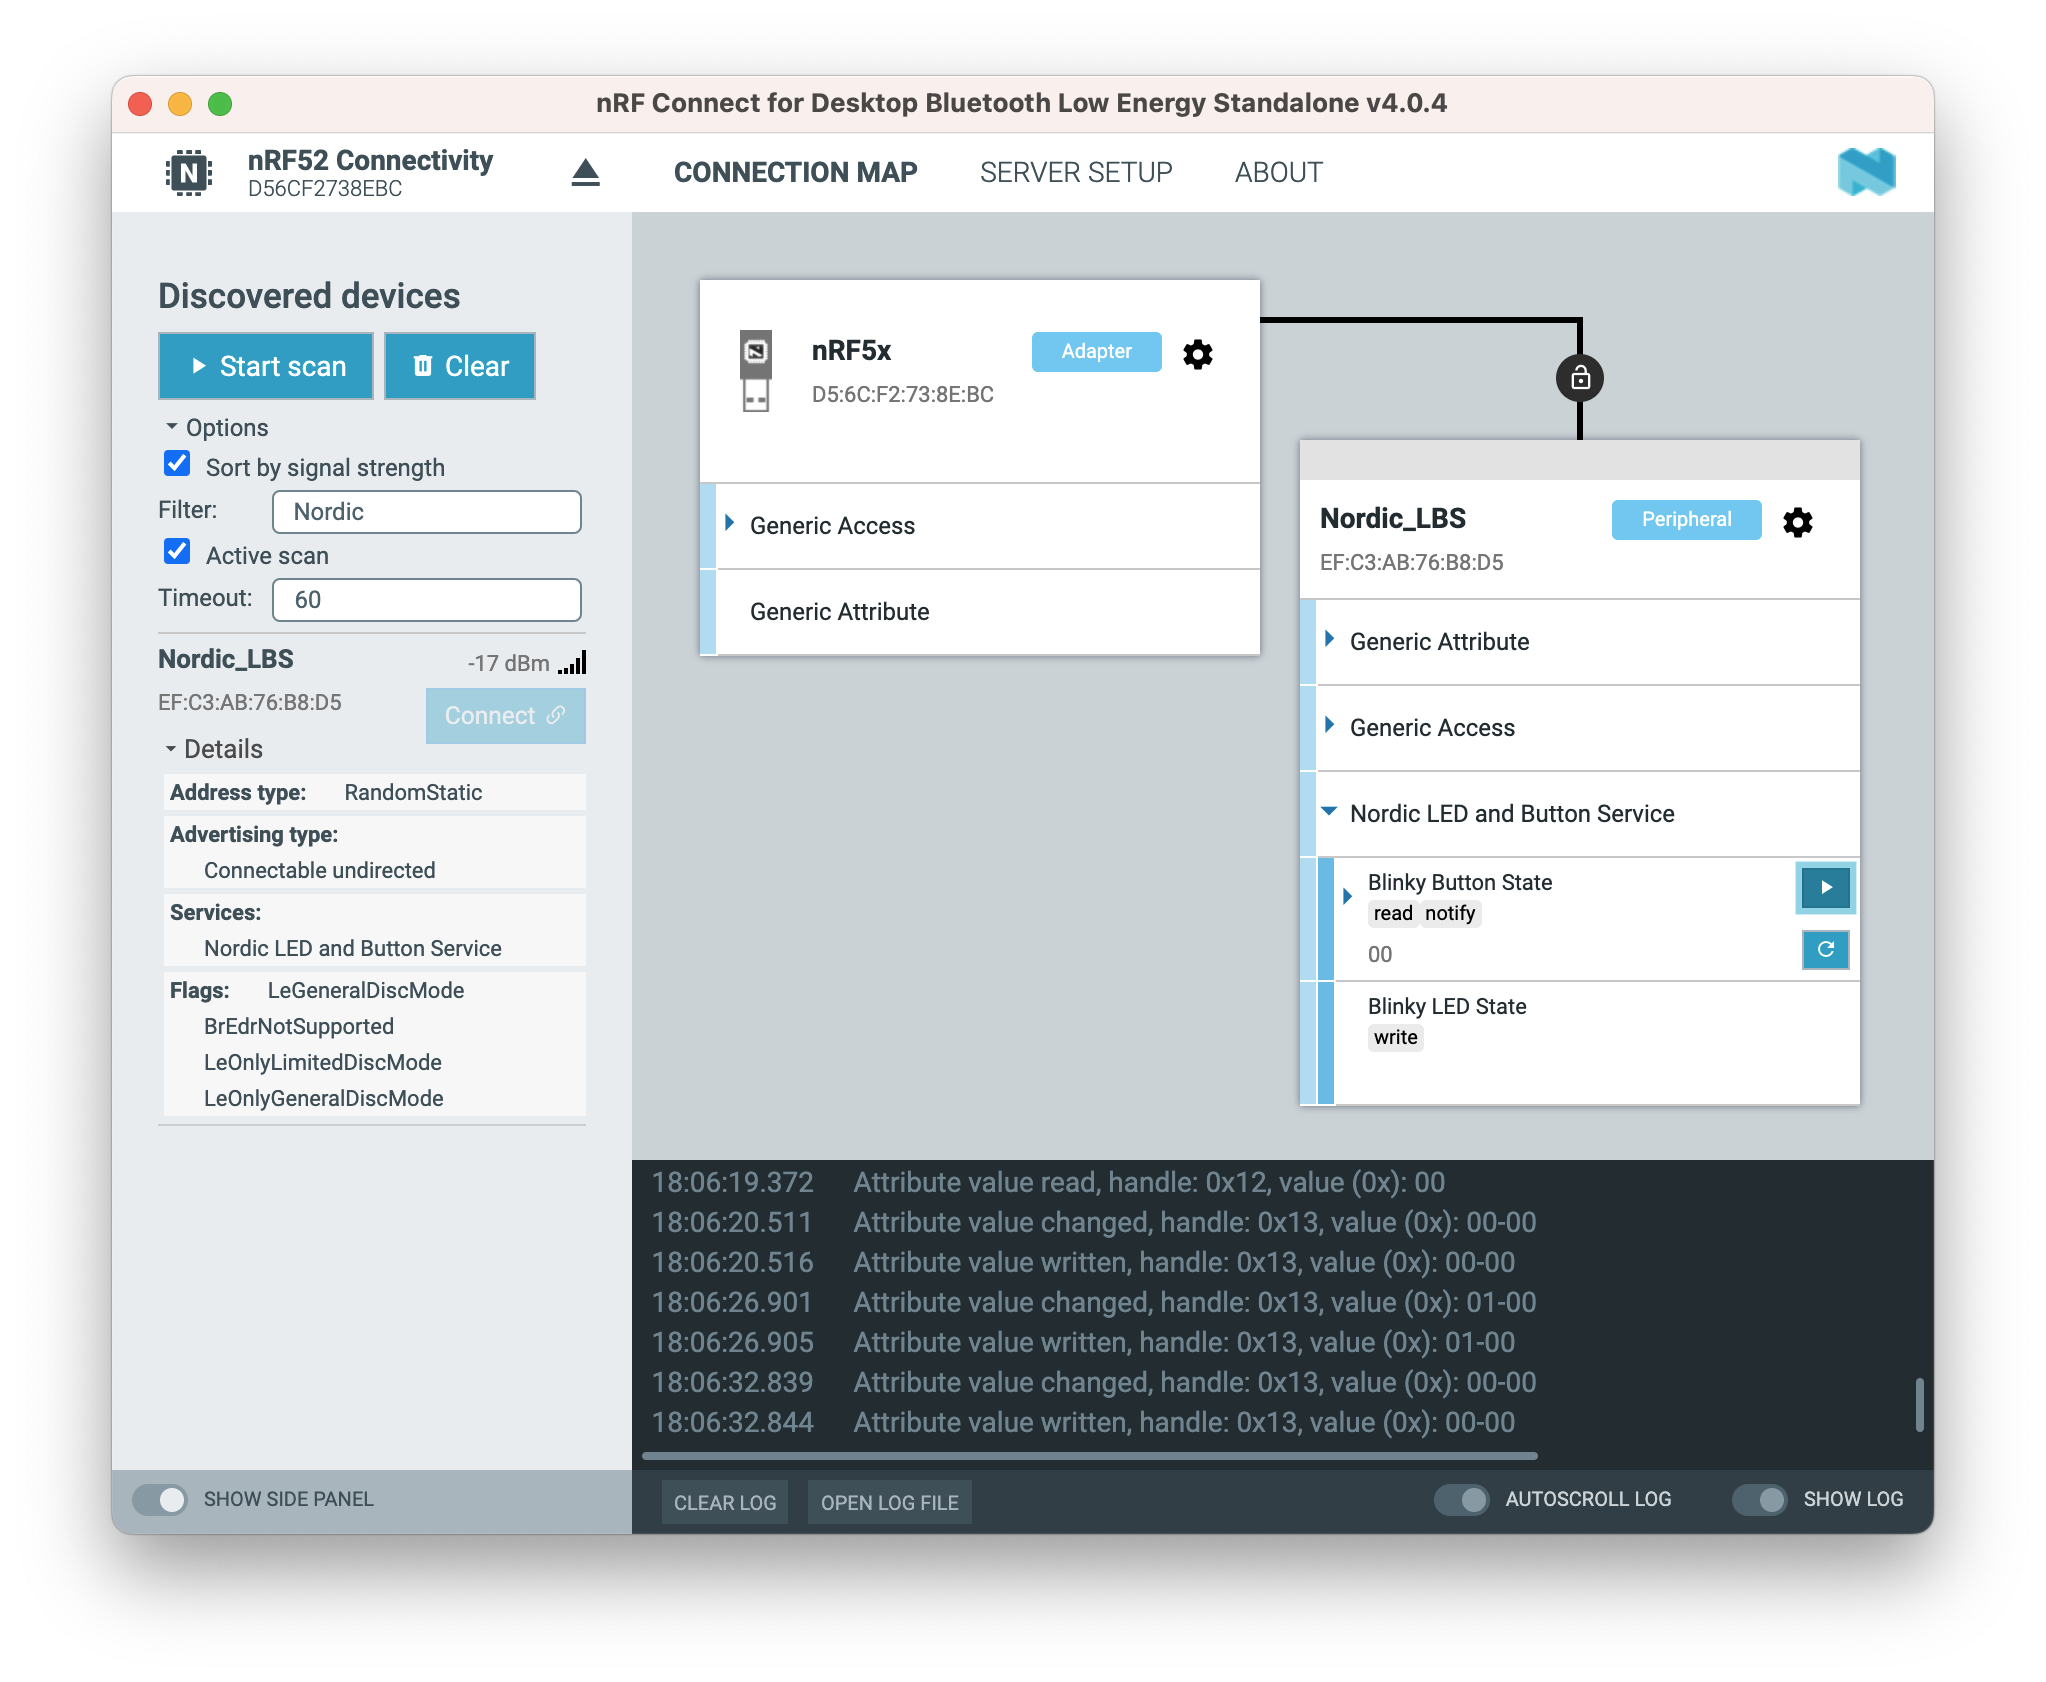 nRF Connect for Desktop Bluetooth Low Energy Standalone v4.0.4
nRF52 Connectivity
D56CF2738EBC
CONNECTION MAP
SERVER SETUP
ABOUT
Discovered devices
Start scan
Clear
Options
Sort by signal strength
Filter: Nordic
Active scan
Timeout: 60
Nordic_LBS
-17 dBm
EF:C3:AB:76:B8:D5
Connect
Details
Address type: RandomStatic
Advertising type:
Connectable undirected
Services:
Nordic LED and Button Service
Flags: LeGeneralDiscMode
BrEdrNotSupported
LeOnlyLimitedDiscMode
LeOnlyGeneralDiscMode
SHOW SIDE PANEL
nRF5x
Adapter
D5:6C:F2:73:8E:BC
Generic Access
Generic Attribute
Nordic_LBS
Peripheral
EF:C3:AB:76:B8:D5
Generic Attribute
Generic Access
Nordic LED and Button Service
Blinky Button State
read notify
00
Blinky LED State
write
18:06:19.372 Attribute value read, handle: 0x12, value (0x): 00
18:06:20.511 Attribute value changed, handle: 0x13, value (0x): 00-00
18:06:20.516 Attribute value written, handle: 0x13, value (0x): 00-00
18:06:26.901 Attribute value changed, handle: 0x13, value (0x): 01-00
18:06:26.905 Attribute value written, handle: 0x13, value (0x): 01-00
18:06:32.839 Attribute value changed, handle: 0x13, value (0x): 00-00
18:06:32.844 Attribute value written, handle: 0x13, value (0x): 00-00
CLEAR LOG
OPEN LOG FILE
AUTOSCROLL LOG
SHOW LOG